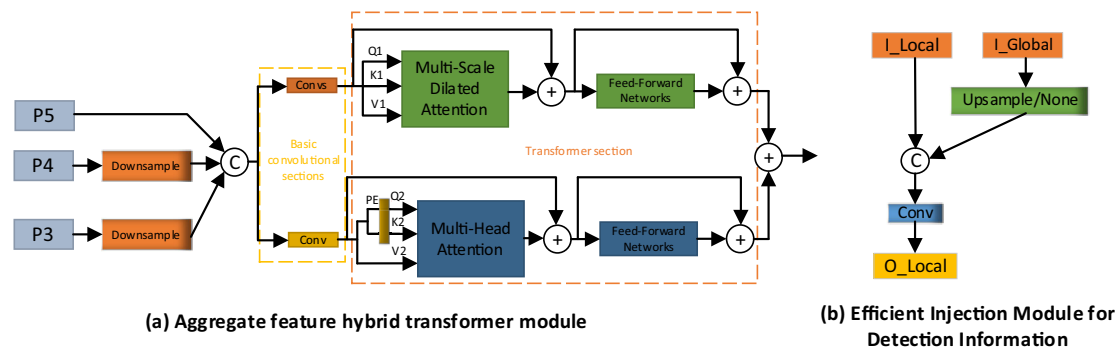 P5
P4
P3
Downsample
Downsample
C
Basic
convolutional
sections
Convs
Conv
Q1
K1
V1
Multi-Scale
Dilated
Attention
+
Feed-Forward
Networks
+
Transformer section
PE
Q2
K2
V2
Multi-Head
Attention
+
Feed-Forward
Networks
+
+
(a) Aggregate feature hybrid transformer module
I_Local
I_Global
Upsample/None
C
Conv
O_Local
(b) Efficient Injection Module for
Detection Information